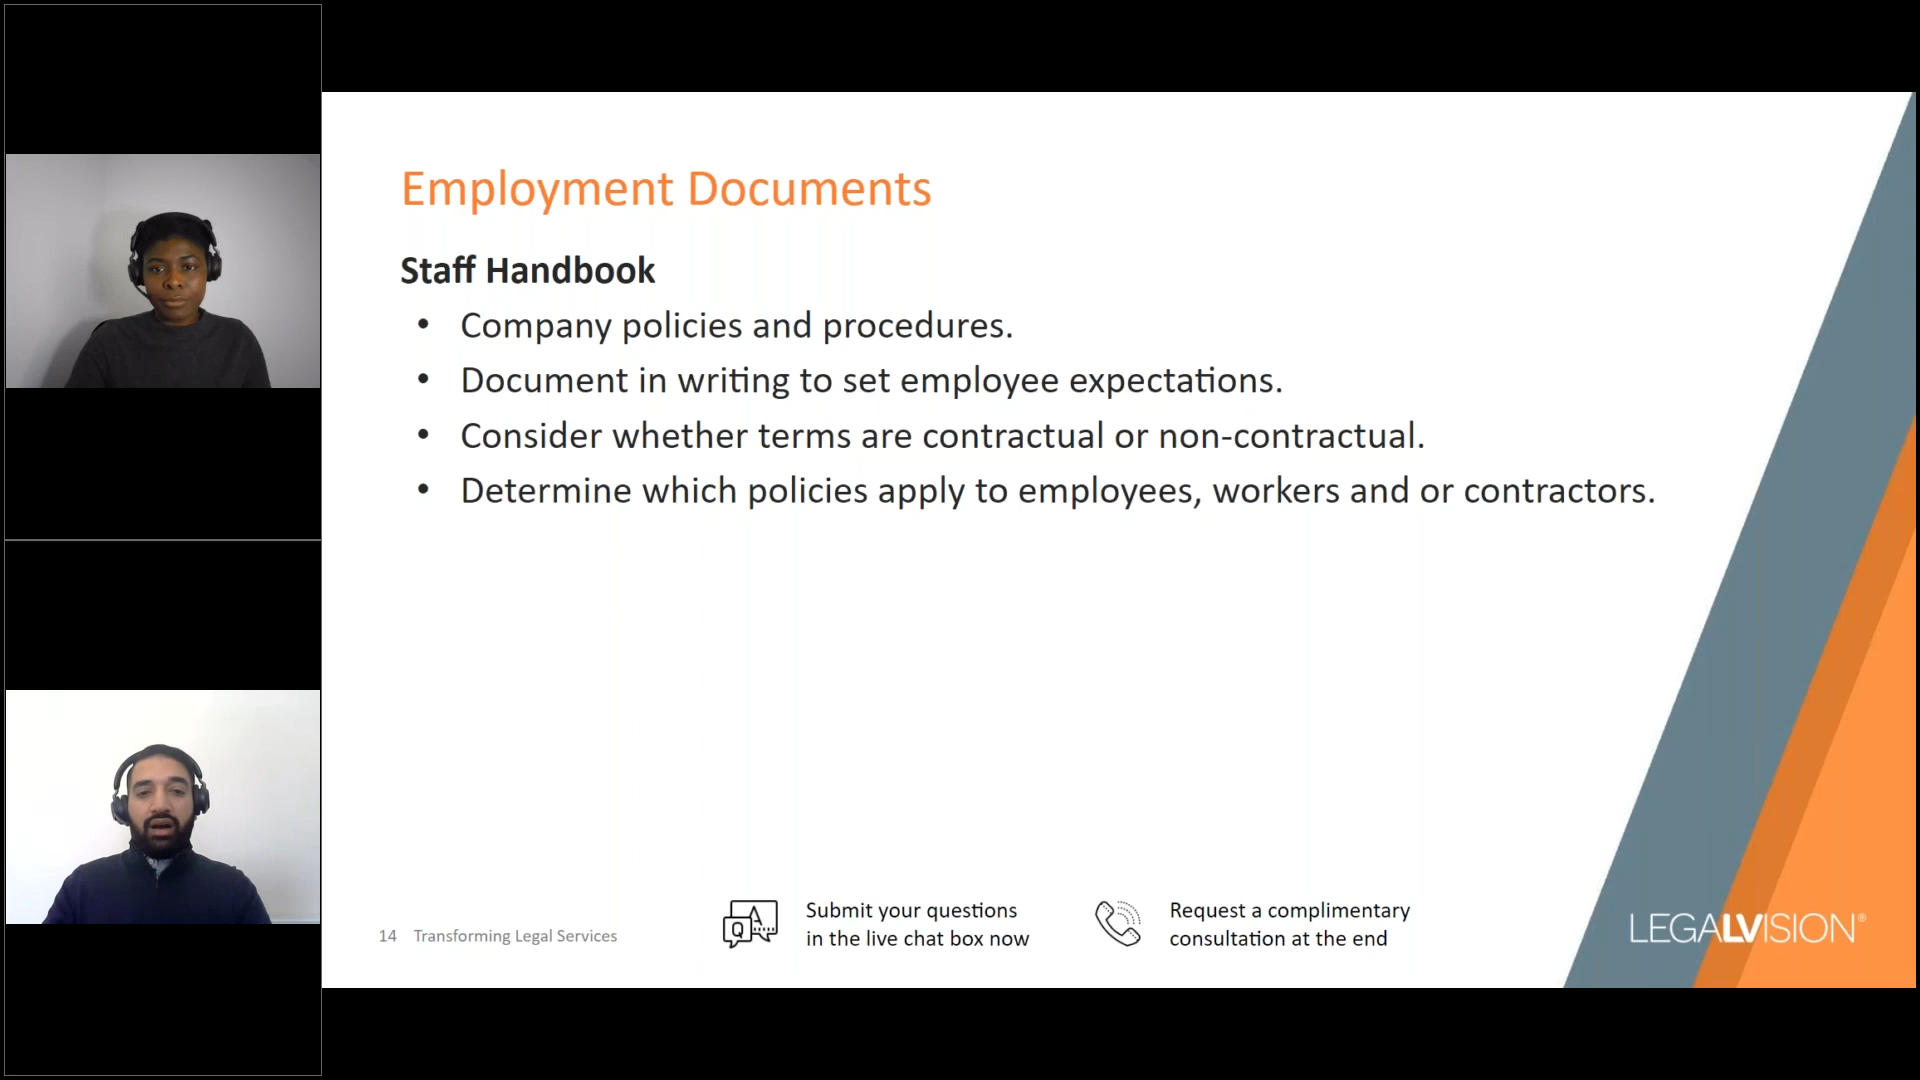 Employment Documents
Staff Handbook
• Company policies and procedures.
• Document in writing to set employee expectations.
• Consider whether terms are contractual or non-contractual.
• Determine which policies apply to employees, workers and or contractors.
14 Transforming Legal Services
Q A
Submit your questions
in the live chat box now
Request a complimentary
consultation at the end
LEGALVISION®